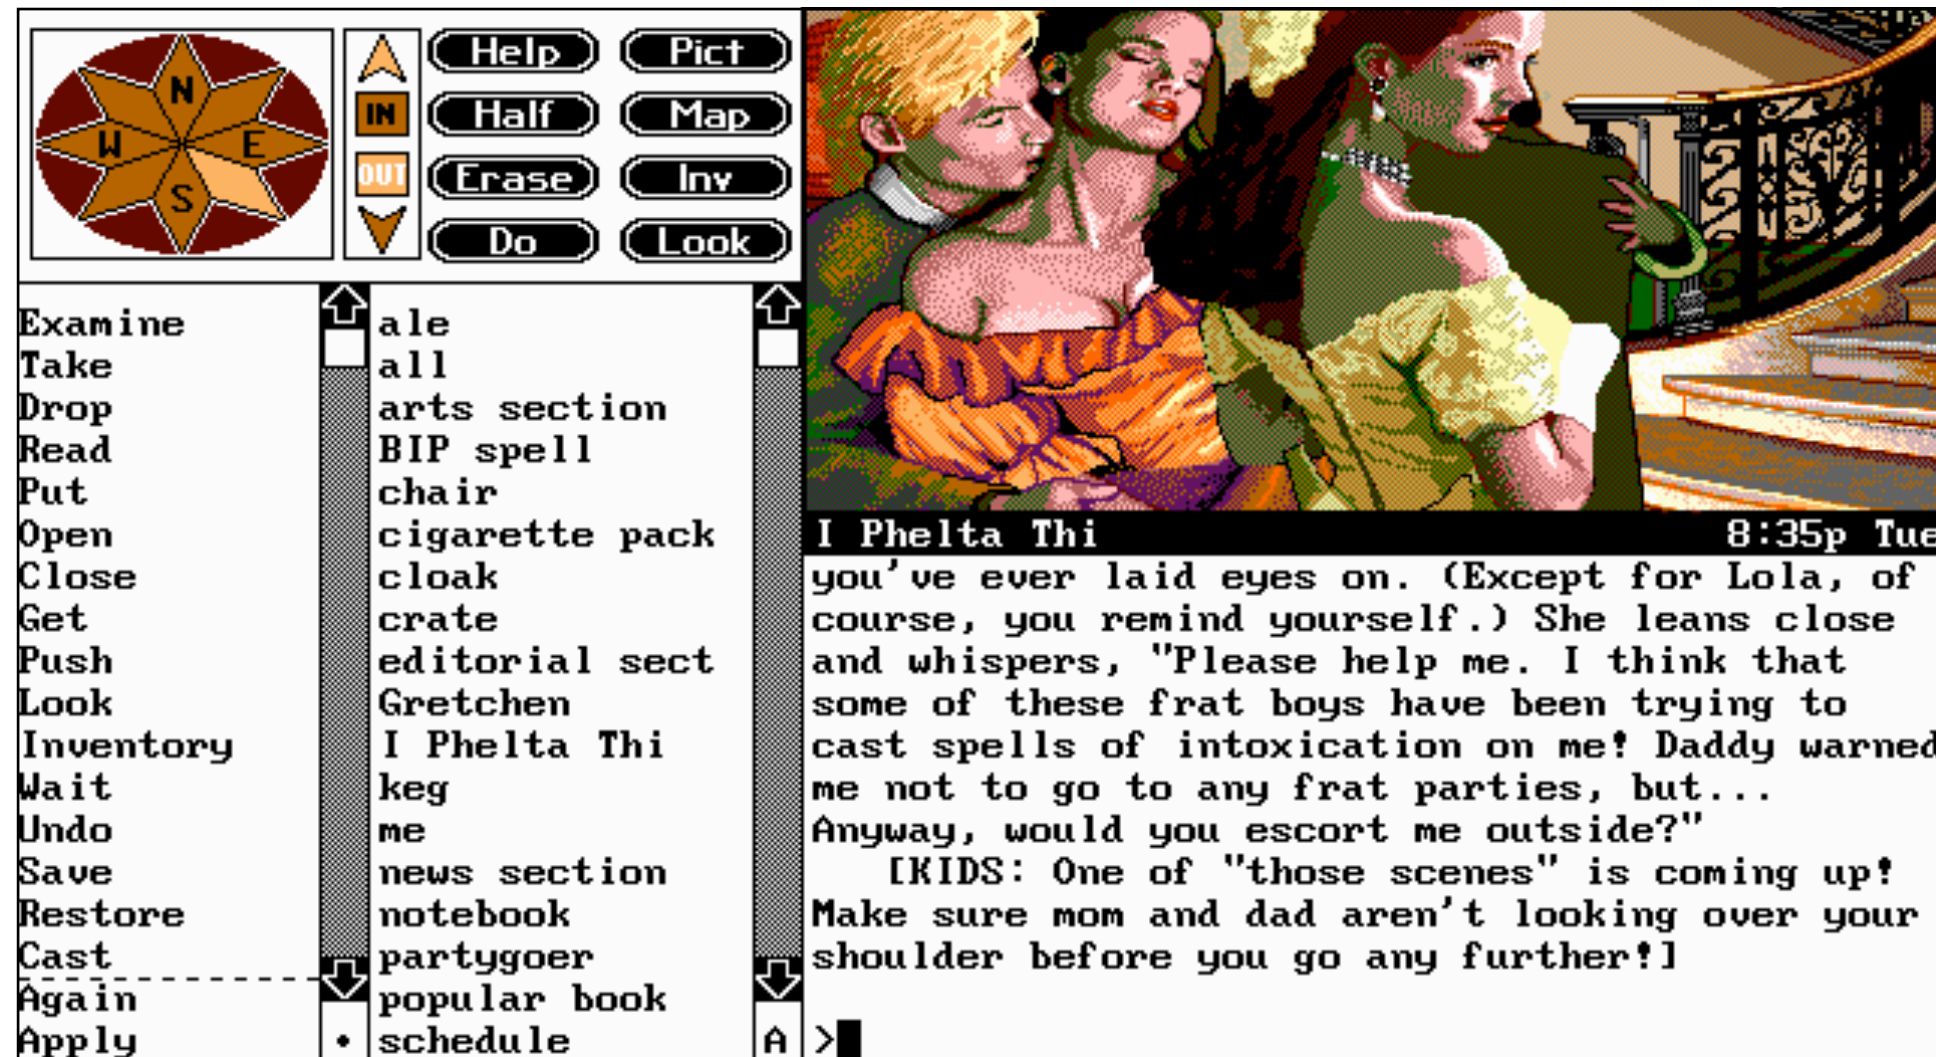 N
W E
S
IN
OUT
Help Pict
Half Map
Erase Inv
Do Look
Examine
Take
Drop
Read
Put
Open
Close
Get
Push
Look
Inventory
Wait
Undo
Save
Restore
Cast
Again
Apply
ale
all
arts section
BIP spell
chair
cigarette pack
cloak
crate
editorial sect
Gretchen
I Phelta Thi
keg
me
news section
notebook
partygoer
popular book
schedule
A
I Phelta Thi 8:35p Tue
you've ever laid eyes on. (Except for Lola, of
course, you remind yourself.) She leans close
and whispers, "Please help me. I think that
some of these frat boys have been trying to
cast spells of intoxication on me! Daddy warned
me not to go to any frat parties, but...
Anyway, would you escort me outside?"
[KIDS: One of "those scenes" is coming up!
Make sure mom and dad aren't looking over your
shoulder before you go any further!]
>